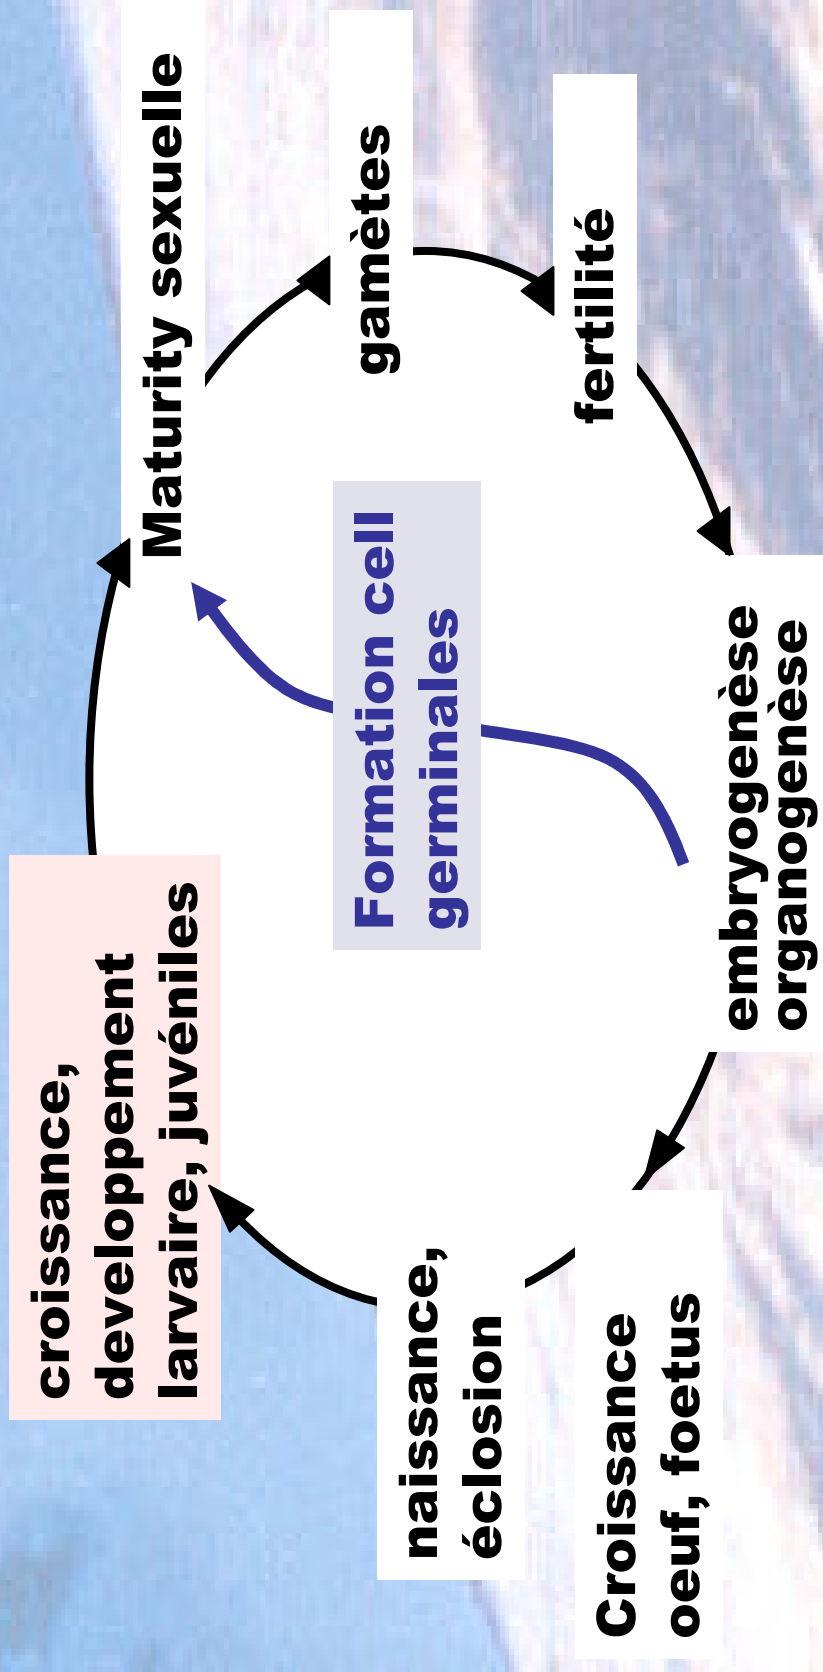 croissance,
developpement
larvaire, juvéniles
Maturity sexuelle
gamètes
fertilité
Formation cell
germinales
embryogenèse
organogenèse
naissance,
éclosion
Croissance
oeuf, foetus